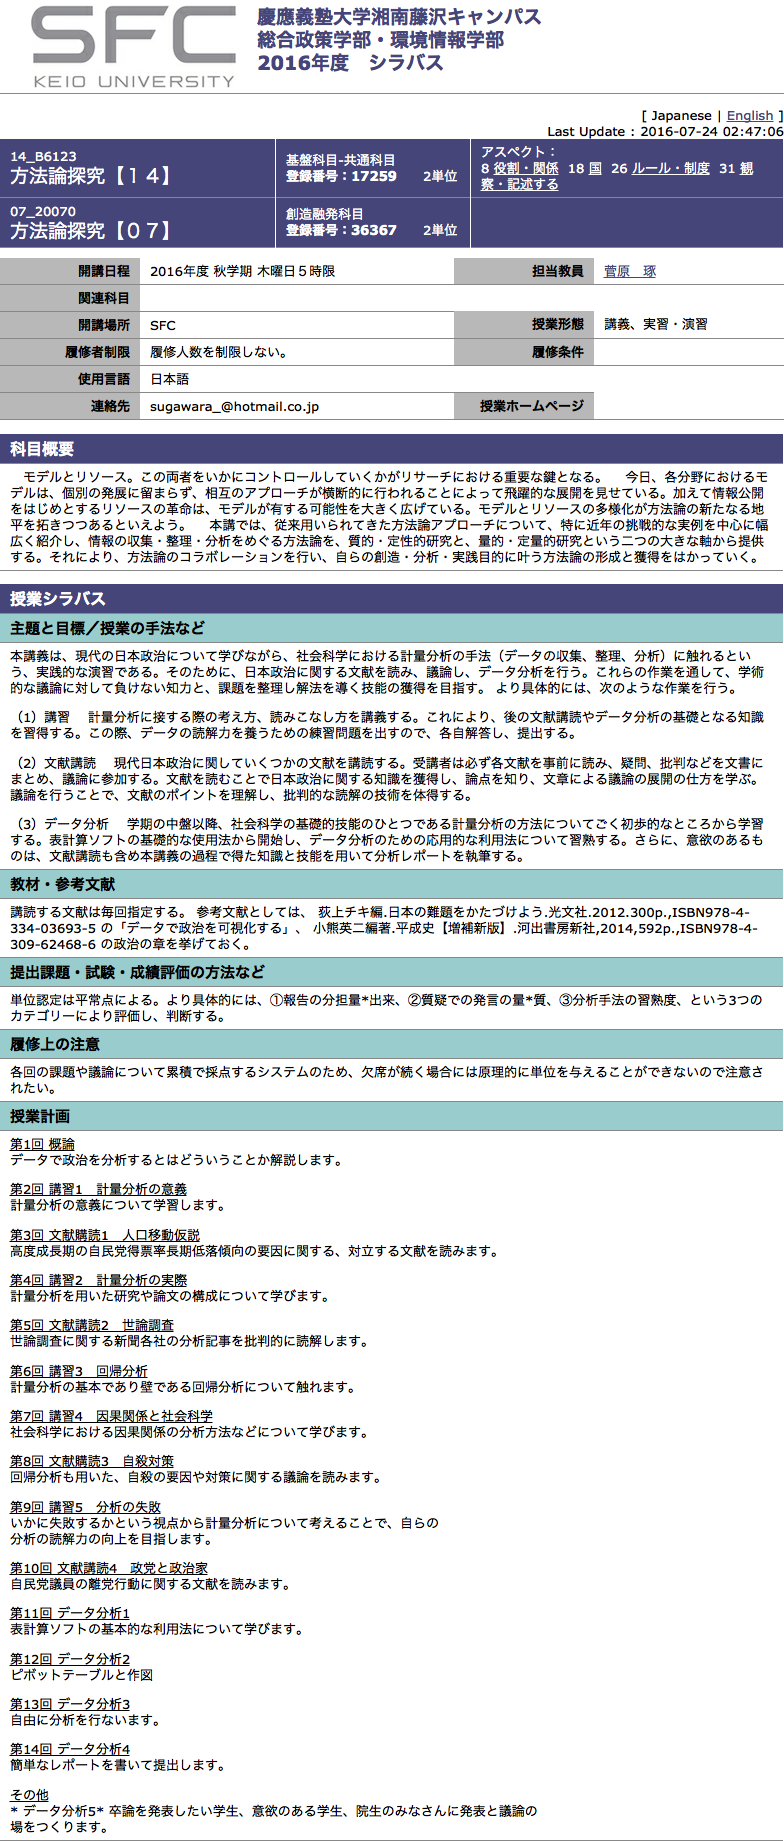 SFC
KEIO UNIVERSITY
慶應義塾大学湘南藤沢キャンパス
総合政策学部・環境情報学部
2016年度　シラバス
[ Japanese | English ]
Last Update : 2016-07-24 02:47:06
14_B6123
方法論探究【１４】
基盤科目-共通科目
登録番号：17259　　2単位
アスペクト：
8 役割・関係  18 国  26 ルール・制度  31 観
察・記述する
07_20070
方法論探究【０７】
創造融発科目
登録番号：36367　　2単位
開講日程　2016年度 秋学期 木曜日５時限　担当教員　菅原　琢
関連科目
開講場所　SFC　授業形態　講義、実習・演習
履修者制限　履修人数を制限しない。　履修条件
使用言語　日本語
連絡先　sugawara_@hotmail.co.jp　授業ホームページ
科目概要
　モデルとリソース。この両者をいかにコントロールしていくかがリサーチにおける重要な鍵となる。　今日、各分野におけるモ
デルは、個別の発展に留まらず、相互のアプローチが横断的に行われることによって飛躍的な展開を見せている。加えて情報公開
をはじめとするリソースの革命は、モデルが有する可能性を大きく広げている。モデルとリソースの多様化が方法論の新たなる地
平を拓きつつあるといえよう。　本講では、従来用いられてきた方法論アプローチについて、特に近年の挑戦的な実例を中心に幅
広く紹介し、情報の収集・整理・分析をめぐる方法論を、質的・定性的研究と、量的・定量的研究という二つの大きな軸から提供
する。それにより、方法論のコラボレーションを行い、自らの創造・分析・実践目的に叶う方法論の形成と獲得をはかっていく。
授業シラバス
主題と目標／授業の手法など
本講義は、現代の日本政治について学びながら、社会科学における計量分析の手法（データの収集、整理、分析）に触れるとい
う、実践的な演習である。そのために、日本政治に関する文献を読み、議論し、データ分析を行う。これらの作業を通して、学術
的な議論に対して負けない知力と、課題を整理し解法を導く技能の獲得を目指す。 より具体的には、次のような作業を行う。
（1）講習　計量分析に接する際の考え方、読みこなし方を講義する。これにより、後の文献講読やデータ分析の基礎となる知識
を習得する。この際、データの読解力を養うための練習問題を出すので、各自解答し、提出する。
（2）文献講読　現代日本政治に関していくつかの文献を講読する。受講者は必ず各文献を事前に読み、疑問、批判などを文書に
まとめ、議論に参加する。文献を読むことで日本政治に関する知識を獲得し、論点を知り、文章による議論の展開の仕方を学ぶ。
議論を行うことで、文献のポイントを理解し、批判的な読解の技術を体得する。
（3）データ分析　学期の中盤以降、社会科学の基礎的技能のひとつである計量分析の方法についてごく初歩的なところから学習
する。表計算ソフトの基礎的な使用法から開始し、データ分析のための応用的な利用法について習熟する。さらに、意欲のあるも
のは、文献講読も含め本講義の過程で得た知識と技能を用いて分析レポートを執筆する。
教材・参考文献
講読する文献は毎回指定する。 参考文献としては、 荻上チキ編.日本の難題をかたづけよう.光文社.2012.300p.,ISBN978-4-
334-03693-5 の「データで政治を可視化する」、 小熊英二編著.平成史【増補新版】.河出書房新社,2014,592p.,ISBN978-4-
309-62468-6 の政治の章を挙げておく。
提出課題・試験・成績評価の方法など
単位認定は平常点による。より具体的には、①報告の分担量*出来、②質疑での発言の量*質、③分析手法の習熟度、という3つの
カテゴリーにより評価し、判断する。
履修上の注意
各回の課題や議論について累積で採点するシステムのため、欠席が続く場合には原理的に単位を与えることができないので注意さ
れたい。
授業計画
第1回 概論
データで政治を分析するとはどういうことか解説します。
第2回 講習1　計量分析の意義
計量分析の意義について学習します。
第3回 文献購読1　人口移動仮説
高度成長期の自民党得票率長期低落傾向の要因に関する、対立する文献を読みます。
第4回 講習2　計量分析の実際
計量分析を用いた研究や論文の構成について学びます。
第5回 文献講読2　世論調査
世論調査に関する新聞各社の分析記事を批判的に読解します。
第6回 講習3　回帰分析
計量分析の基本であり壁である回帰分析について触れます。
第7回 講習4　因果関係と社会科学
社会科学における因果関係の分析方法などについて学びます。
第8回 文献購読3　自殺対策
回帰分析も用いた、自殺の要因や対策に関する議論を読みます。
第9回 講習5　分析の失敗
いかに失敗するかという視点から計量分析について考えることで、自らの
分析の読解力の向上を目指します。
第10回 文献講読4　政党と政治家
自民党議員の離党行動に関する文献を読みます。
第11回 データ分析1
表計算ソフトの基本的な利用法について学びます。
第12回 データ分析2
ピボットテーブルと作図
第13回 データ分析3
自由に分析を行ないます。
第14回 データ分析4
簡単なレポートを書いて提出します。
その他
* データ分析5* 卒論を発表したい学生、意欲のある学生、院生のみなさんに発表と議論の
場をつくります。